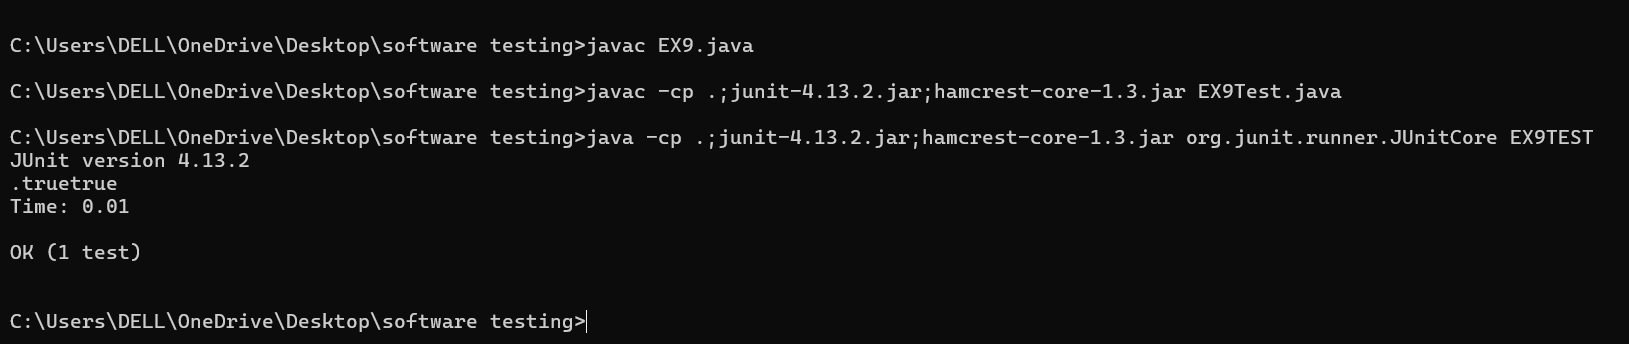 C:\Users\DELL\OneDrive\Desktop\software testing>javac EX9.java
C:\Users\DELL\OneDrive\Desktop\software testing>javac -cp .;junit-4.13.2.jar;hamcrest-core-1.3.jar EX9Test.java
C:\Users\DELL\OneDrive\Desktop\software testing>java -cp .;junit-4.13.2.jar;hamcrest-core-1.3.jar org.junit.runner.JUnitCore EX9TEST
JUnit version 4.13.2
.truetrue
Time: 0.01
OK (1 test)
C:\Users\DELL\OneDrive\Desktop\software testing>